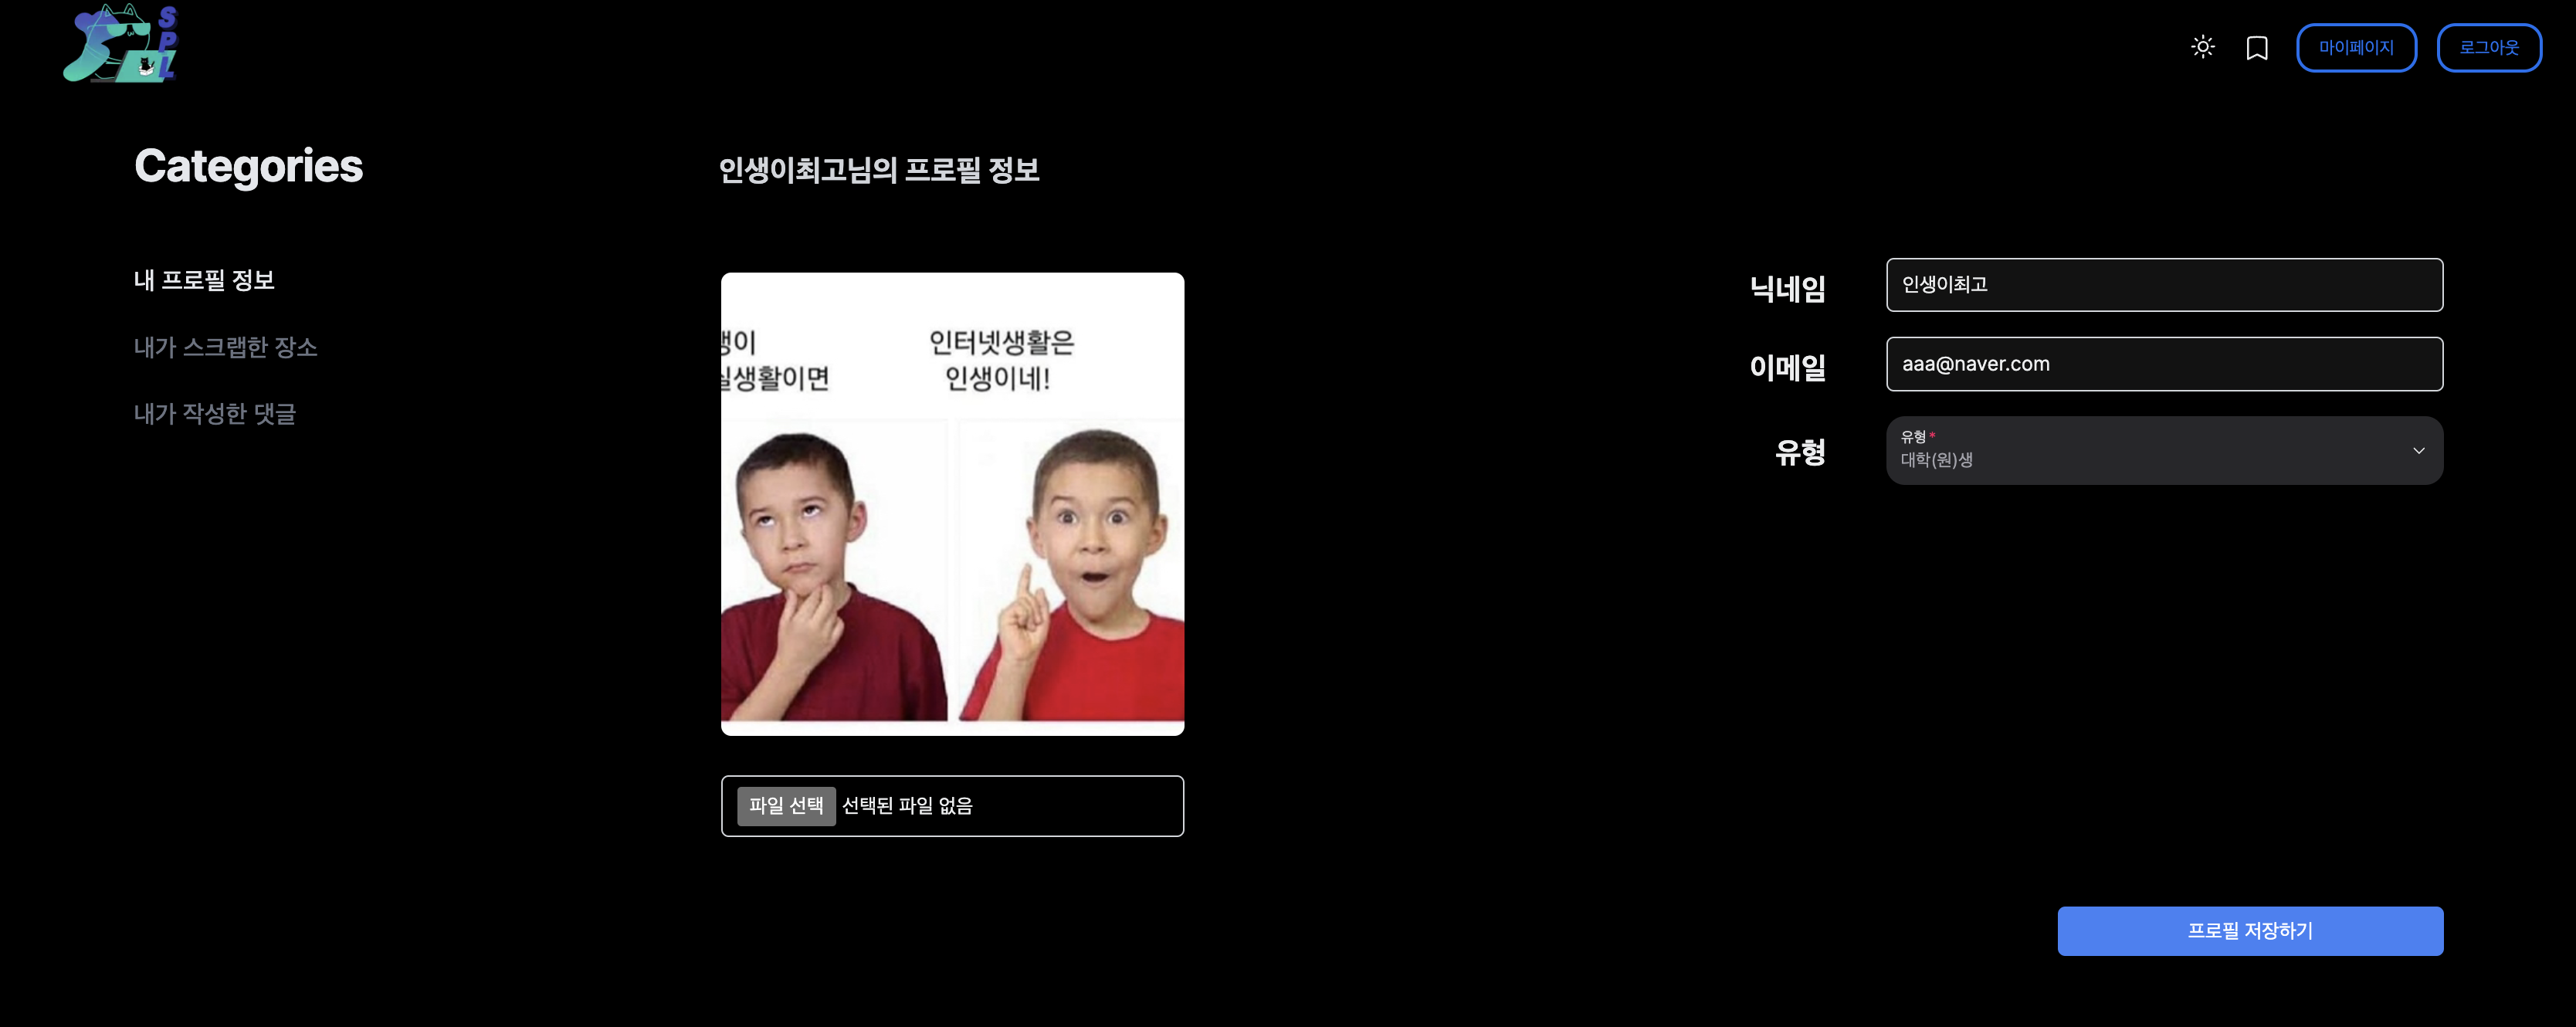 SPL
마이페이지
로그아웃
Categories
내 프로필 정보
내가 스크랩한 장소
내가 작성한 댓글
인생이최고님의 프로필 정보
인터넷생활은
실생활이면
인생이네!
파일 선택 선택된 파일 없음
닉네임 인생이최고
이메일 aaa@naver.com
유형 유형*
대학(원)생
프로필 저장하기